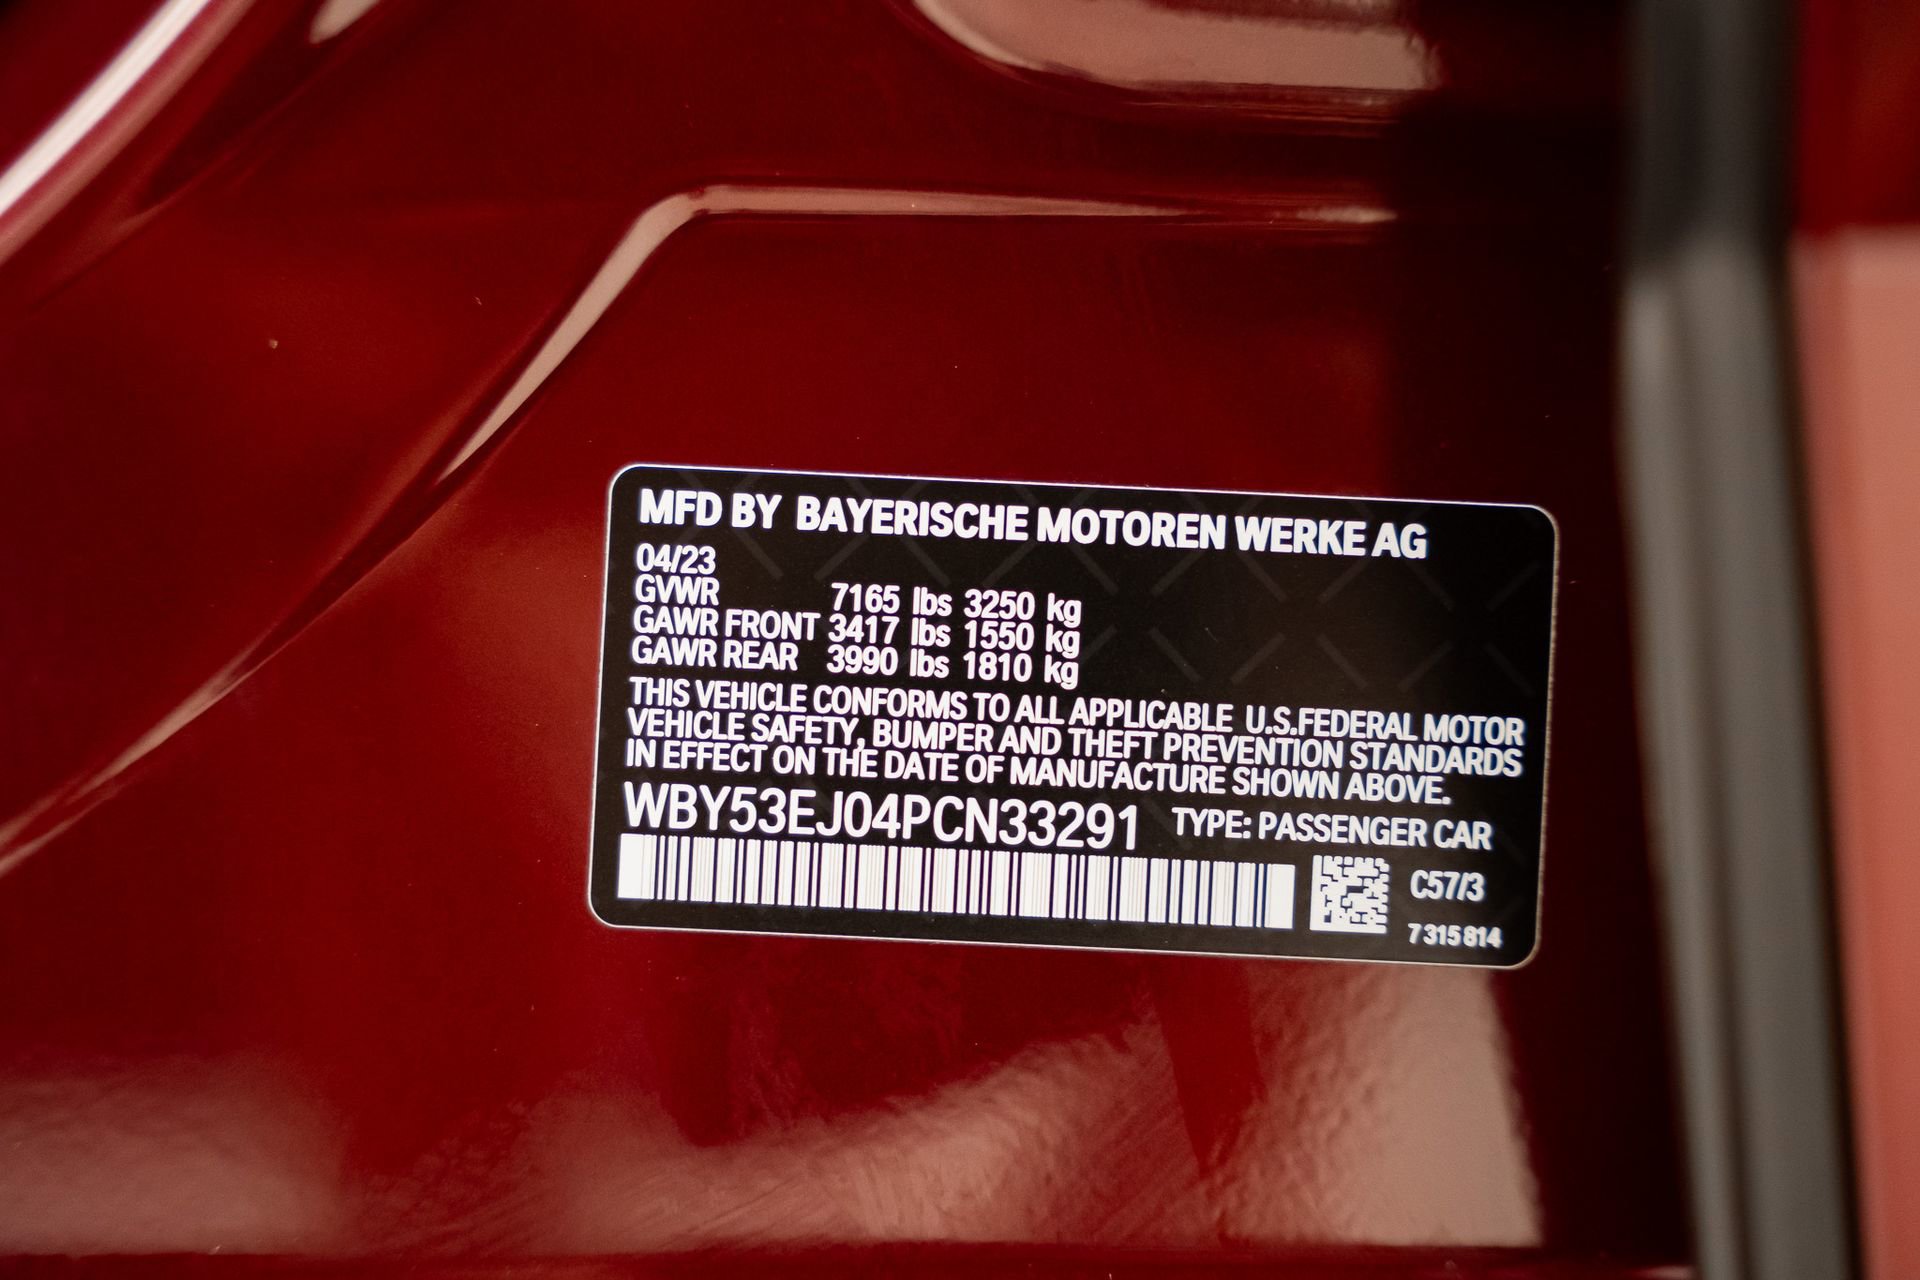 MFD BY BAYERISCHE MOTOREN WERKE AG
04/23
GVWR 7165 lbs 3250 kg
GAWR FRONT 3417 lbs 1550 kg
GAWR REAR 3990 lbs 1810 kg
THIS VEHICLE CONFORMS TO ALL APPLICABLE U.S.FEDERAL MOTOR
VEHICLE SAFETY, BUMPER AND THEFT PREVENTION STANDARDS
IN EFFECT ON THE DATE OF MANUFACTURE SHOWN ABOVE.
WBY53EJ04PCN33291 TYPE: PASSENGER CAR
C57/3
7 315 814